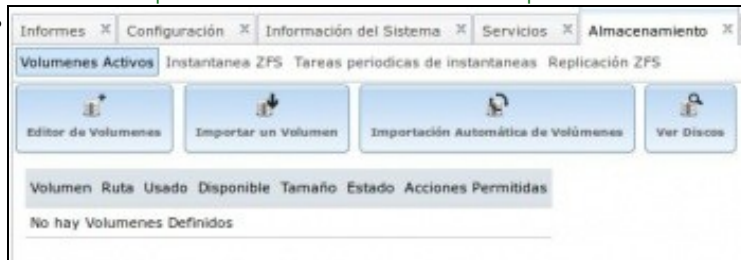 Informes Configuración Información del Sistema Servicios Almacenamiento
Volumenes Activos Instantanea ZFS Tareas periodicas de instantaneas Replicación ZFS
Editor de Volumenes Importar un Volumen Importación Automática de Volúmenes Ver Discos
Volumen Ruta Usado Disponible Tamaño Estado Acciones Permitidas
No hay Volumenes Definidos